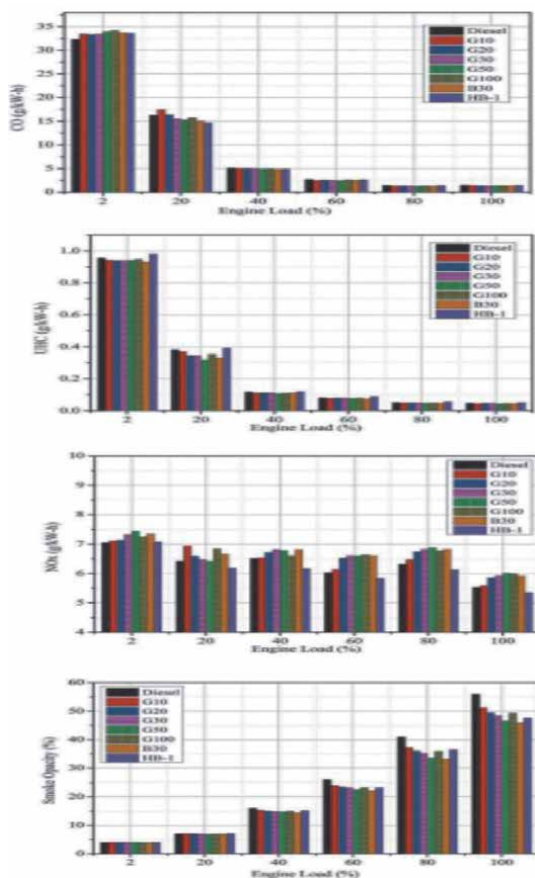 35
30
25
20
15
10
5
0
CO (g/kW-h)
Diesel
G10
G20
G30
G50
G100
B30
HB-1
2 20 40 60 80 100
Engine Load (%)
1.0
0.8
0.6
0.4
0.2
0.0
UHC (g/kW-h)
Diesel
G10
G20
G30
G50
G100
B30
HB-1
2 20 40 60 80 100
Engine Load (%)
10
9
8
7
6
5
4
NOx (g/kW-h)
Diesel
G10
G20
G30
G50
G100
B30
HB-1
2 20 40 60 80 100
Engine Load (%)
60
50
40
30
20
10
0
Smoke Opacity (%)
Diesel
G10
G20
G30
G50
G100
B30
HB-1
2 20 40 60 80 100
Engine Load (%)